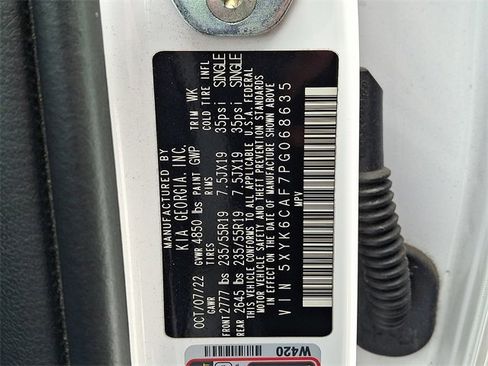 MANUFACTURED BY
KIA GEORGIA, INC.
OCT/07/22 GVWR 4850 lbs PAINT GWP TRIM WK
GAWR TIRES RIMS COLD TIRE INFL
FRONT 2777 lbs 235/55R19 7.5JX19 35psi SINGLE
REAR 2645 lbs 235/55R19 7.5JX19 35psi SINGLE
THIS VEHICLE CONFORMS TO ALL APPLICABLE U.S.A. FEDERAL
MOTOR VEHICLE SAFETY AND THEFT PREVENTION STANDARDS
IN EFFECT ON THE DATE OF MANUFACTURE SHOWN ABOVE
VIN 5XYK6CAF7PG068635
MPV
W420